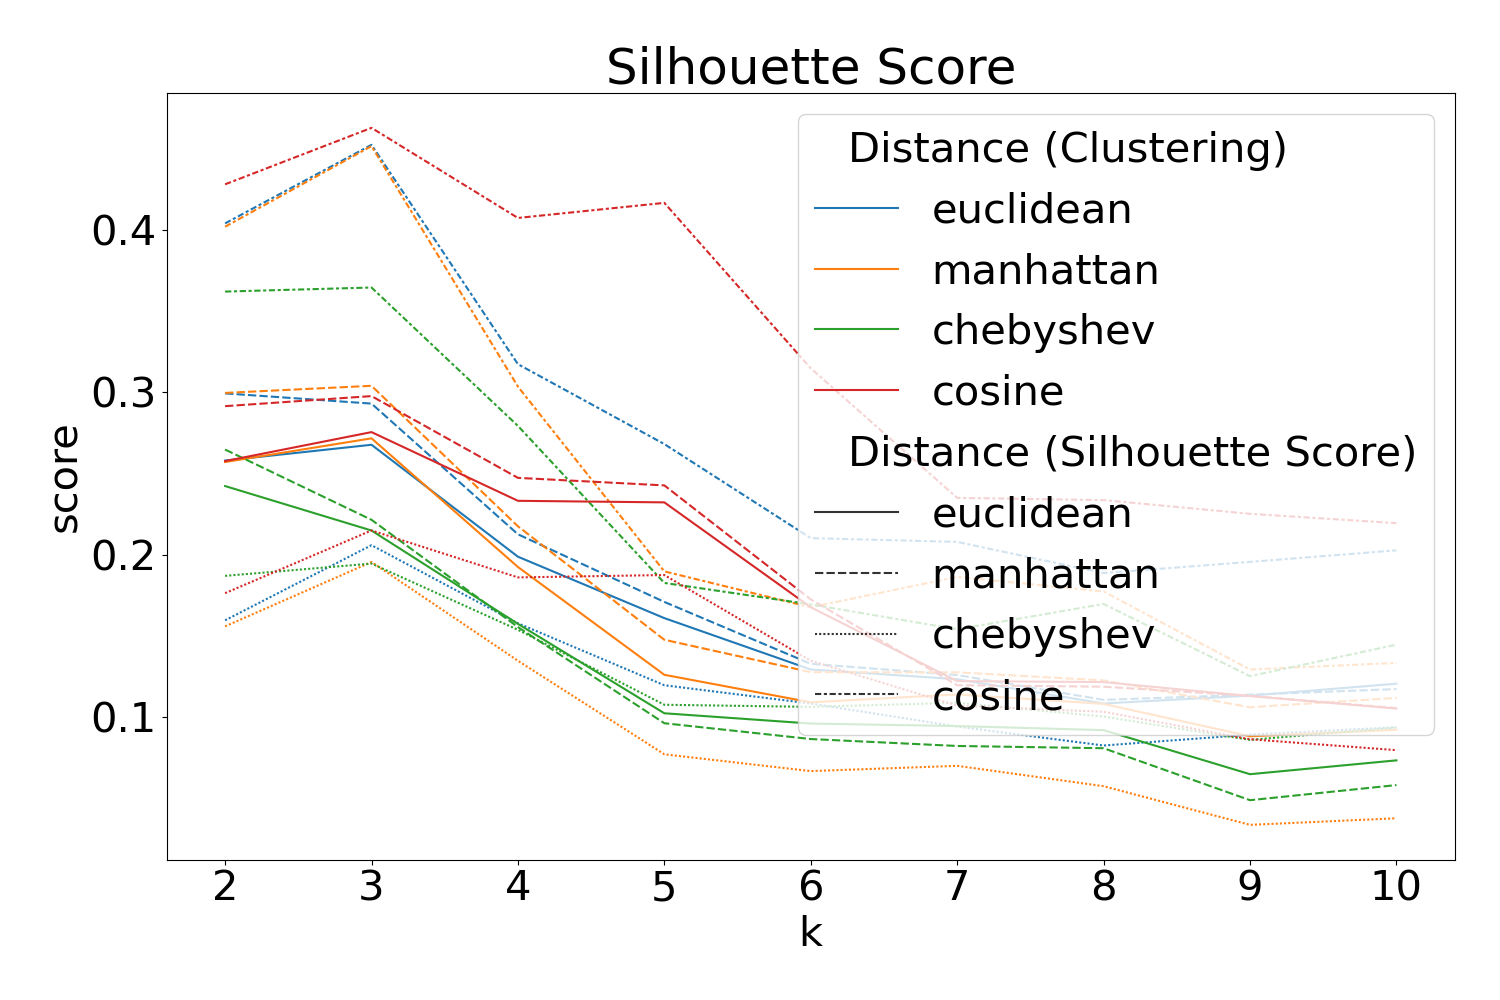 Silhouette Score
Distance (Clustering)
euclidean
manhattan
chebyshev
cosine
Distance (Silhouette Score)
euclidean
manhattan
chebyshev
cosine
score
0.4
0.3
0.2
0.1
2 3 4 5 6 7 8 9 10
k